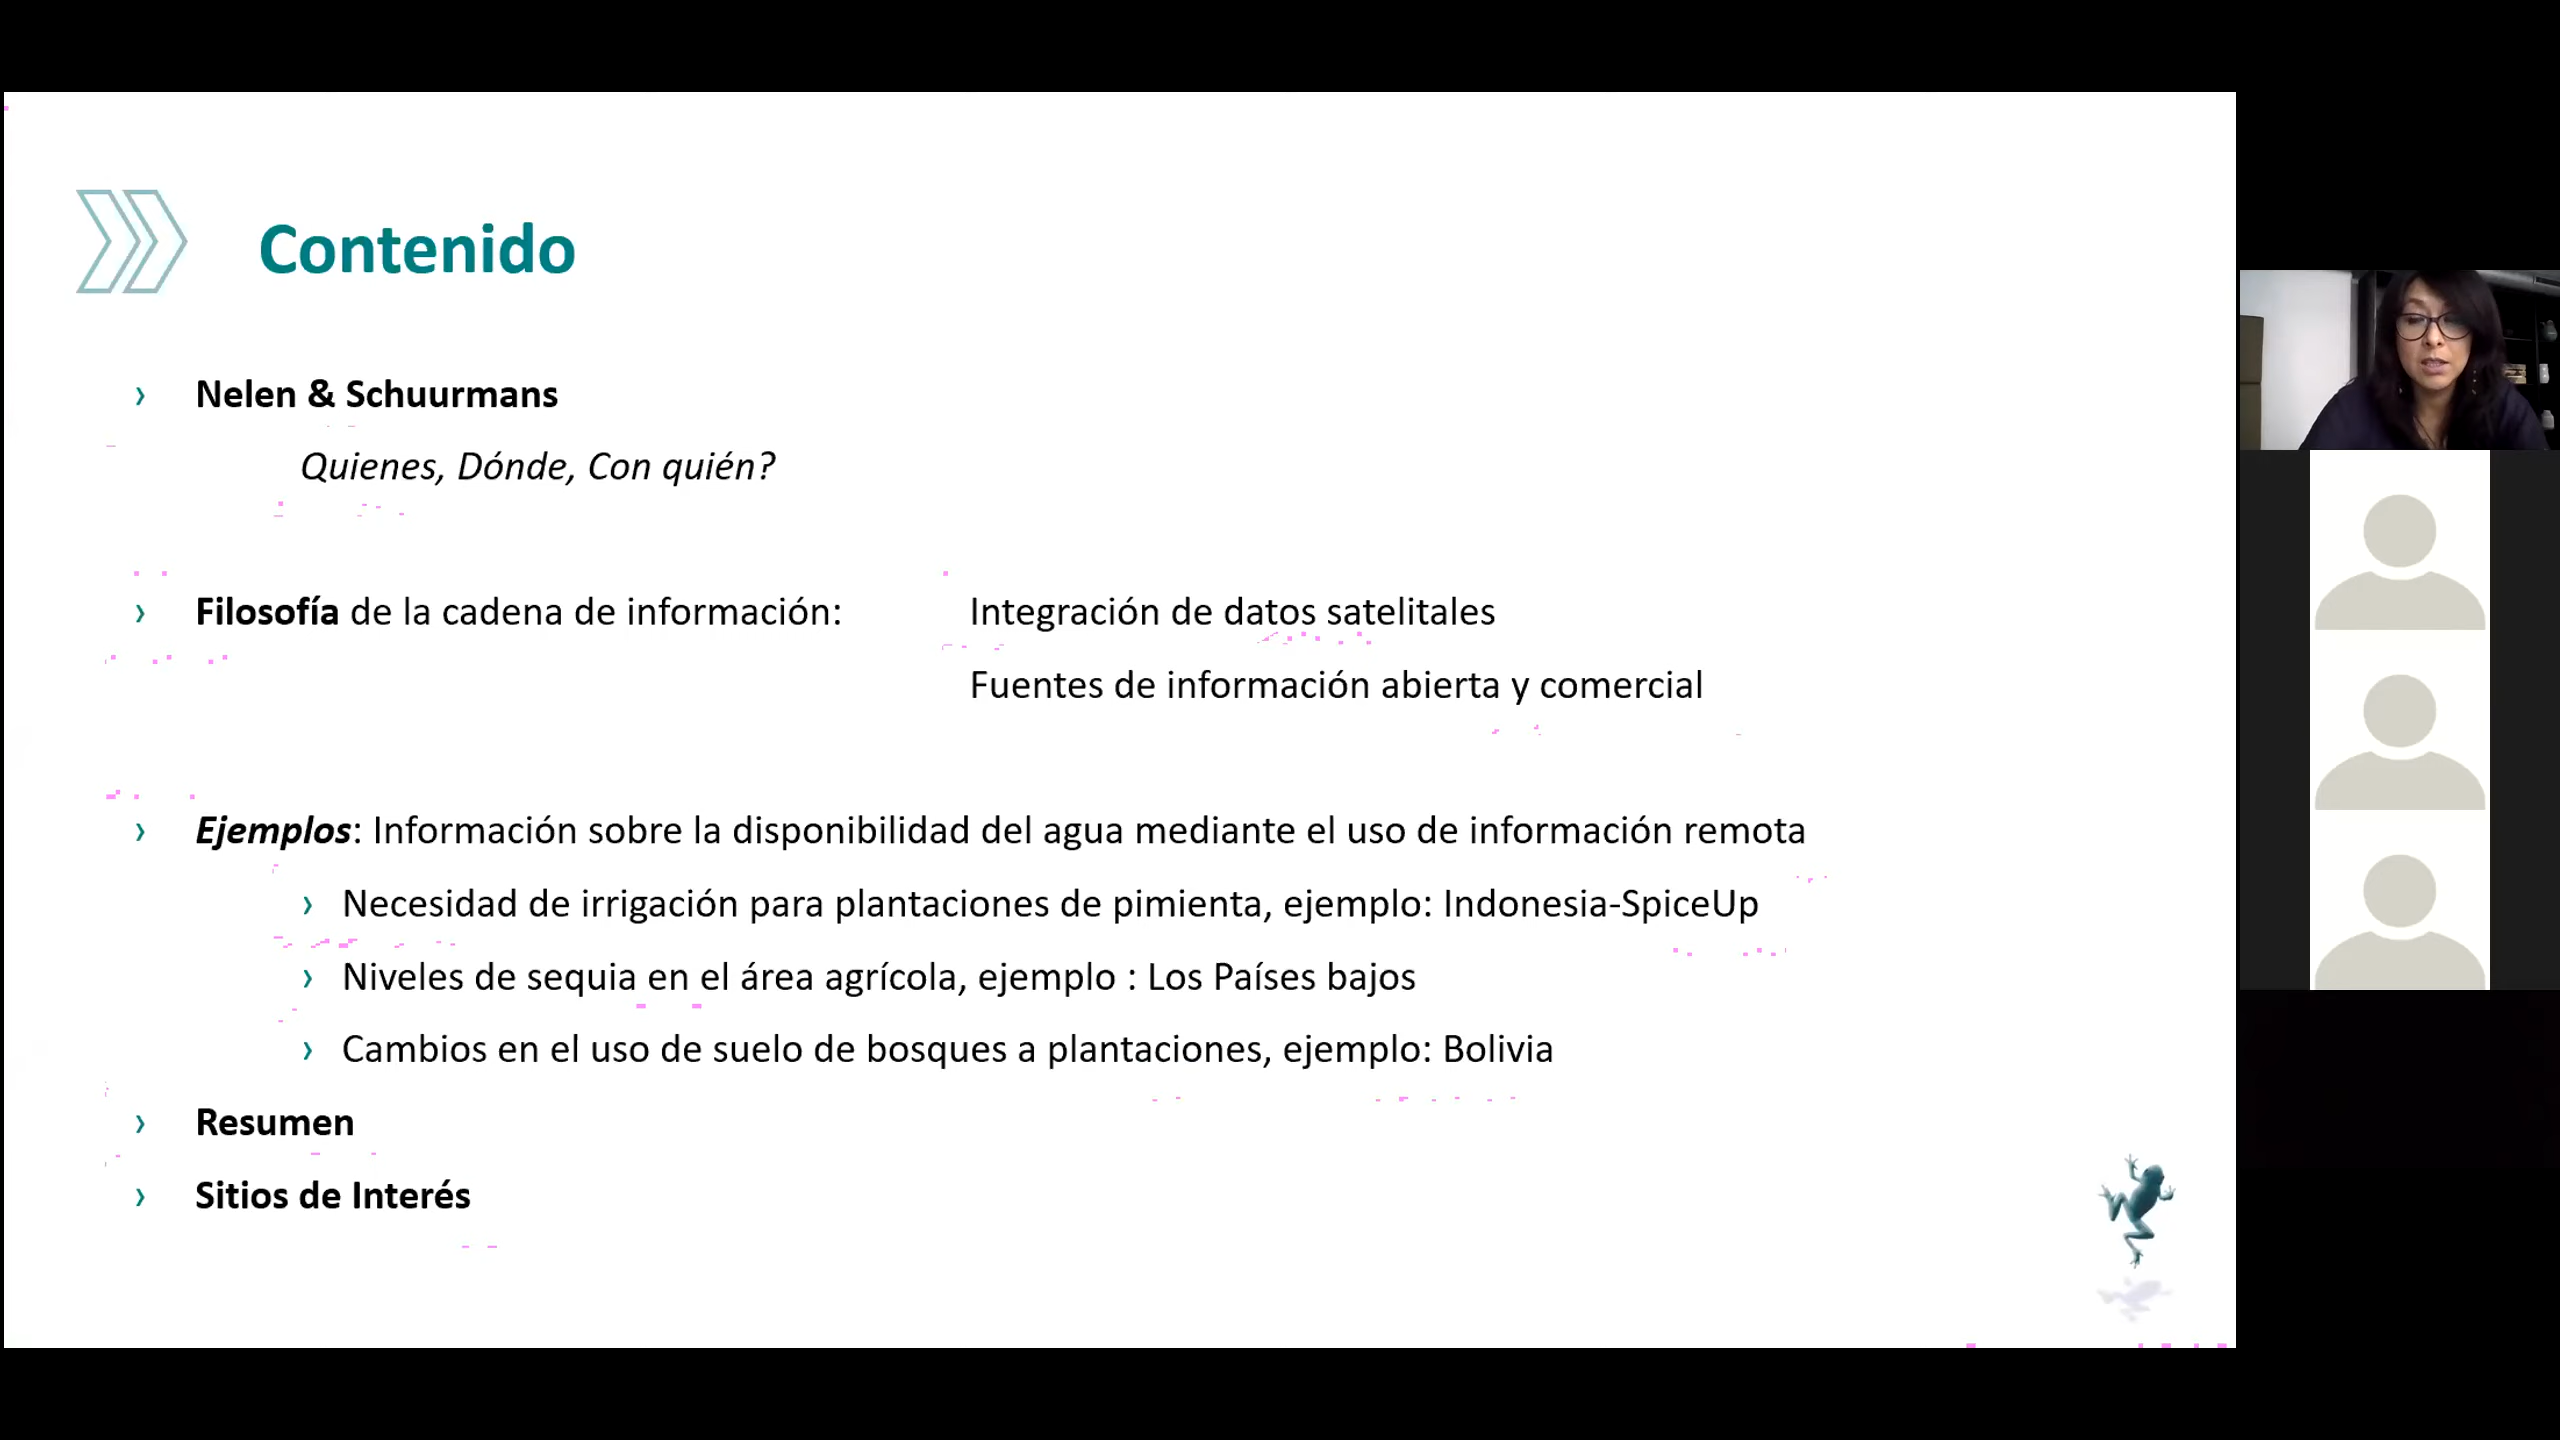 Contenido
› Nelen & Schuurmans
Quienes, Dónde, Con quién?
› Filosofía de la cadena de información: Integración de datos satelitales
Fuentes de información abierta y comercial
› Ejemplos: Información sobre la disponibilidad del agua mediante el uso de información remota
› Necesidad de irrigación para plantaciones de pimienta, ejemplo: Indonesia-SpiceUp
› Niveles de sequia en el área agrícola, ejemplo : Los Países bajos
› Cambios en el uso de suelo de bosques a plantaciones, ejemplo: Bolivia
› Resumen
› Sitios de Interés